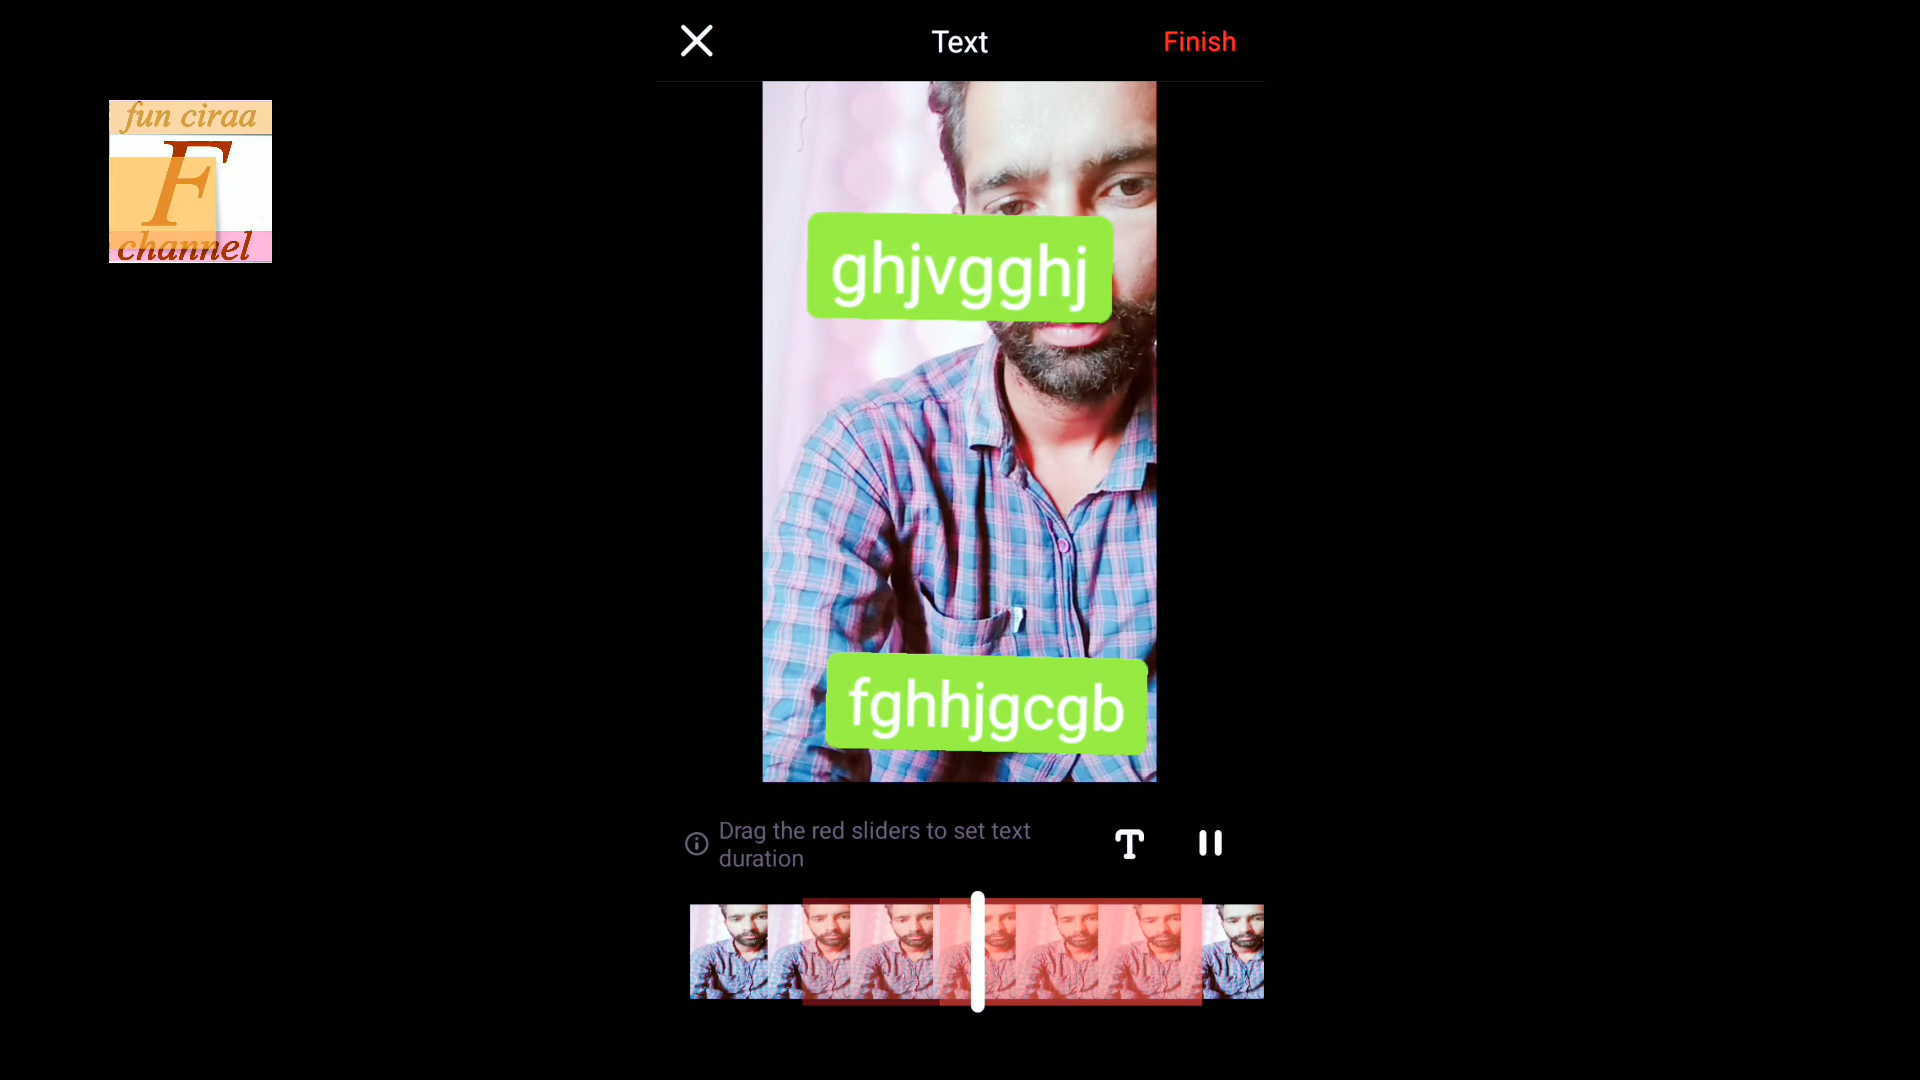 Text
Finish
fun ciraa
F
channel
ghjvgghj
fghhjgcgb
Drag the red sliders to set text
duration
T